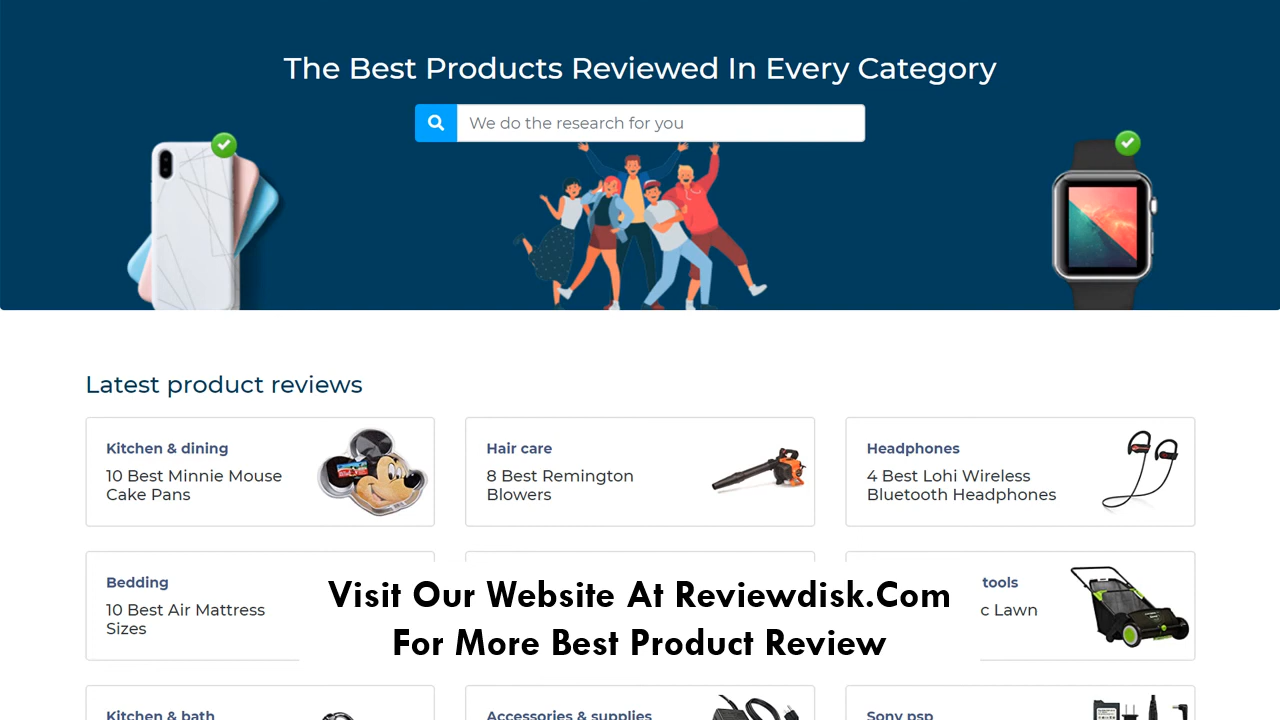 The Best Products Reviewed In Every Category
We do the research for you
Latest product reviews
Kitchen & dining
10 Best Minnie Mouse
Cake Pans
Hair care
8 Best Remington
Blowers
Headphones
4 Best Lohi Wireless
Bluetooth Headphones
Bedding
10 Best Air Mattress
Sizes
tools
c Lawn
Visit Our Website At Reviewdisk.Com
For More Best Product Review
Kitchen & bath
Accessories & supplies
Sony psp